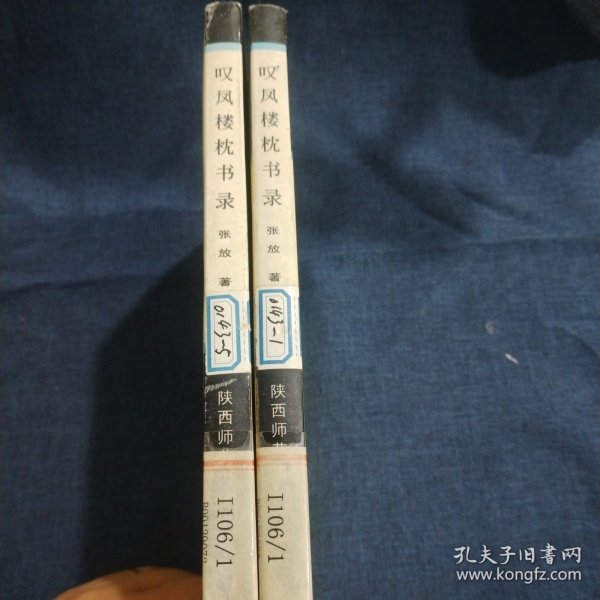 叹凤楼枕书录
张放 著
0143-5
陕西师
I106/1
叹凤楼枕书录
张放 著
0143-1
陕西师
I106/1
孔夫子旧书网
www.kongfz.com